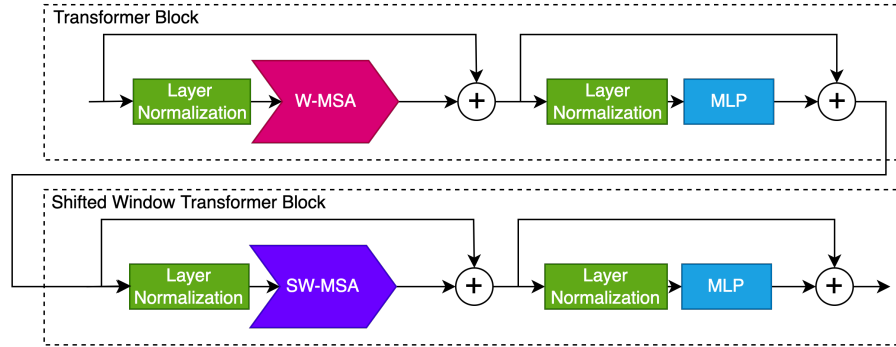 Transformer Block
Layer
Normalization
W-MSA
+
Layer
Normalization
MLP
+
Shifted Window Transformer Block
Layer
Normalization
SW-MSA
+
Layer
Normalization
MLP
+